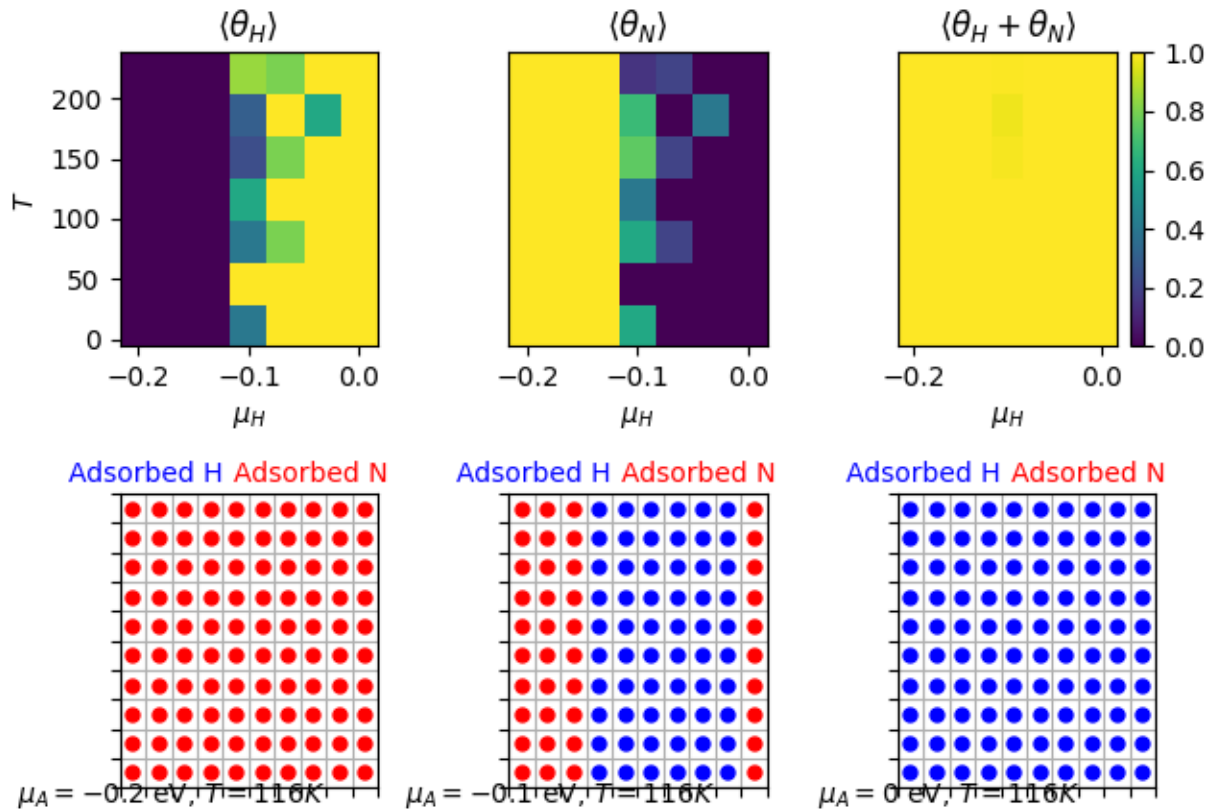 ⟨θ_H⟩ ⟨θ_N⟩ ⟨θ_H + θ_N⟩
T
200
150
100
50
0
1.0
0.8
0.6
0.4
0.2
0.0
−0.2 −0.1 0.0
−0.2 −0.1 0.0
−0.2 0.0
μ_H μ_H μ_H
Adsorbed H Adsorbed N
Adsorbed H Adsorbed N
Adsorbed H Adsorbed N
μ_A = −0.2 eV, T = 116K
μ_A = −0.1 eV, T = 116K
μ_A = 0 eV, T = 116K